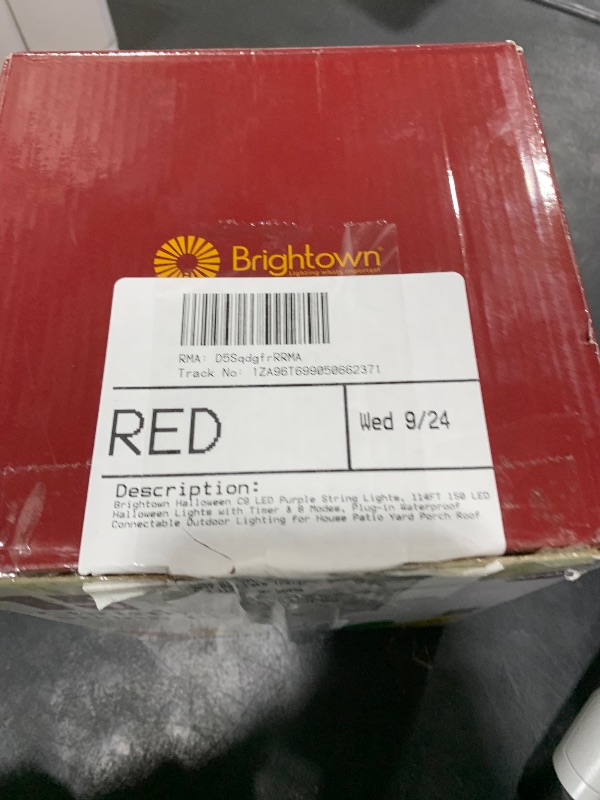 Brightown
Lighting whats important
RMA: D5SqdgfrRRMA
Track No: 1ZA96T699050662371
RED
Wed 9/24
Description:
Brightown Halloween C9 LED Purple String Lights, 114FT 150 LED
Halloween Lights with Timer & 8 Modes, Plug-in Waterproof
Connectable Outdoor Lighting for House Patio Yard Porch Roof